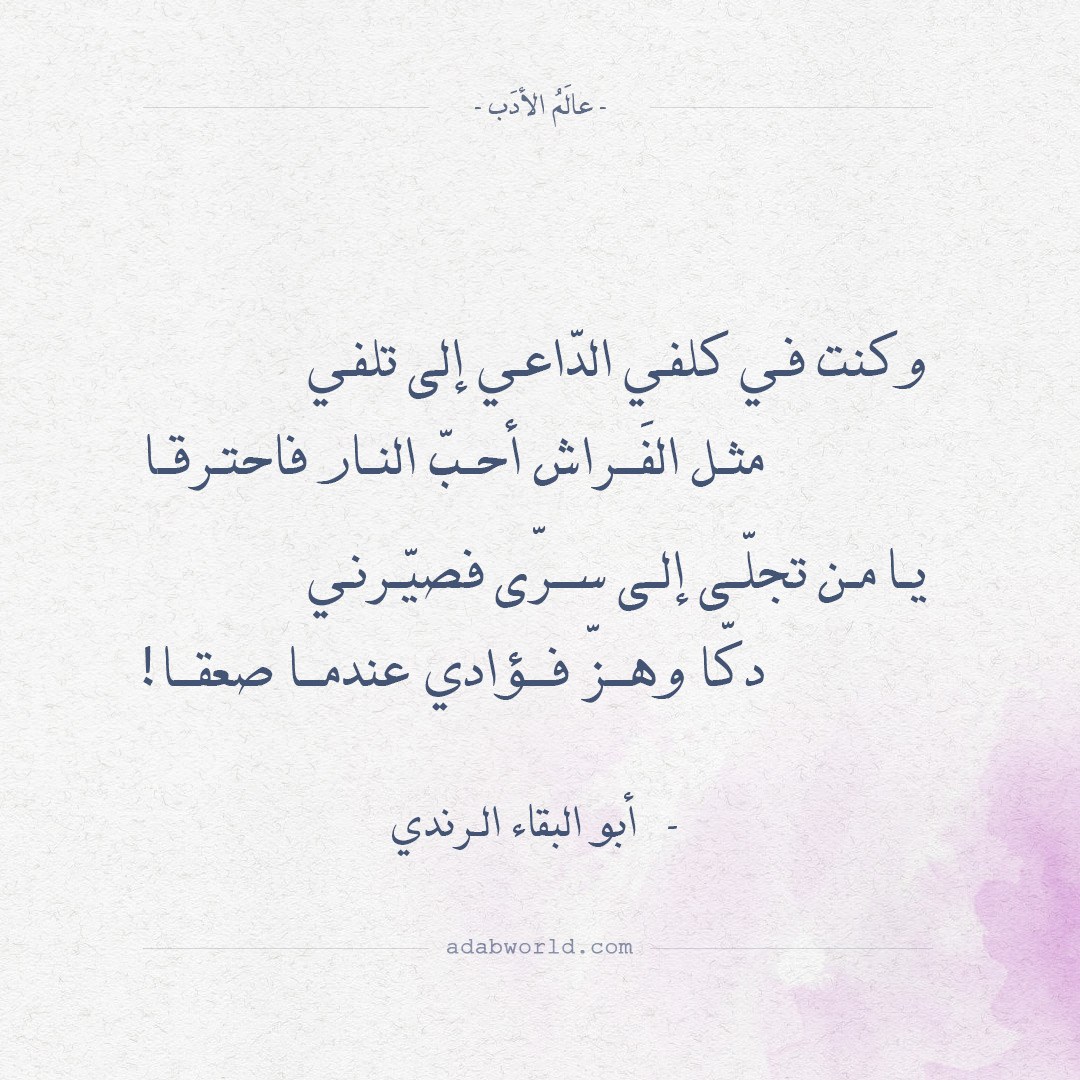 - عالَمُ الأدَب -
وكنت في كلفي الدّاعي إلى تلفي
مثل الفَراش أحبّ النار فاحترقا
يا من تجلّى إلى سرّى فصيّرني
دكّا وهزّ فؤادي عندما صعقا!
- أبو البقاء الرندي
adabworld.com